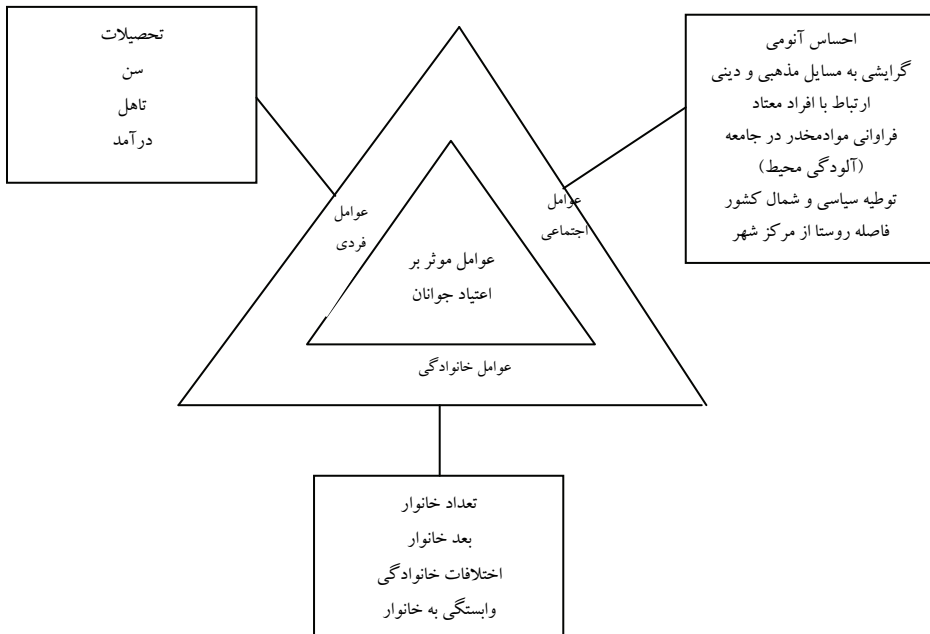 احساس آنومی
گرایشی به مسایل مذهبی و دینی
ارتباط با افراد معتاد
فراوانی موادمخدر در جامعه
(آلودگی محیط)
توطیه سیاسی و شمال کشور
فاصله روستا از مرکز شهر
تحصیلات
سن
تاهل
درآمد
عوامل
اجتماعی
عوامل
فردی
عوامل موثر بر
اعتیاد جوانان
عوامل خانوادگی
تعداد خانوار
بعد خانوار
اختلافات خانوادگی
وابستگی به خانوار